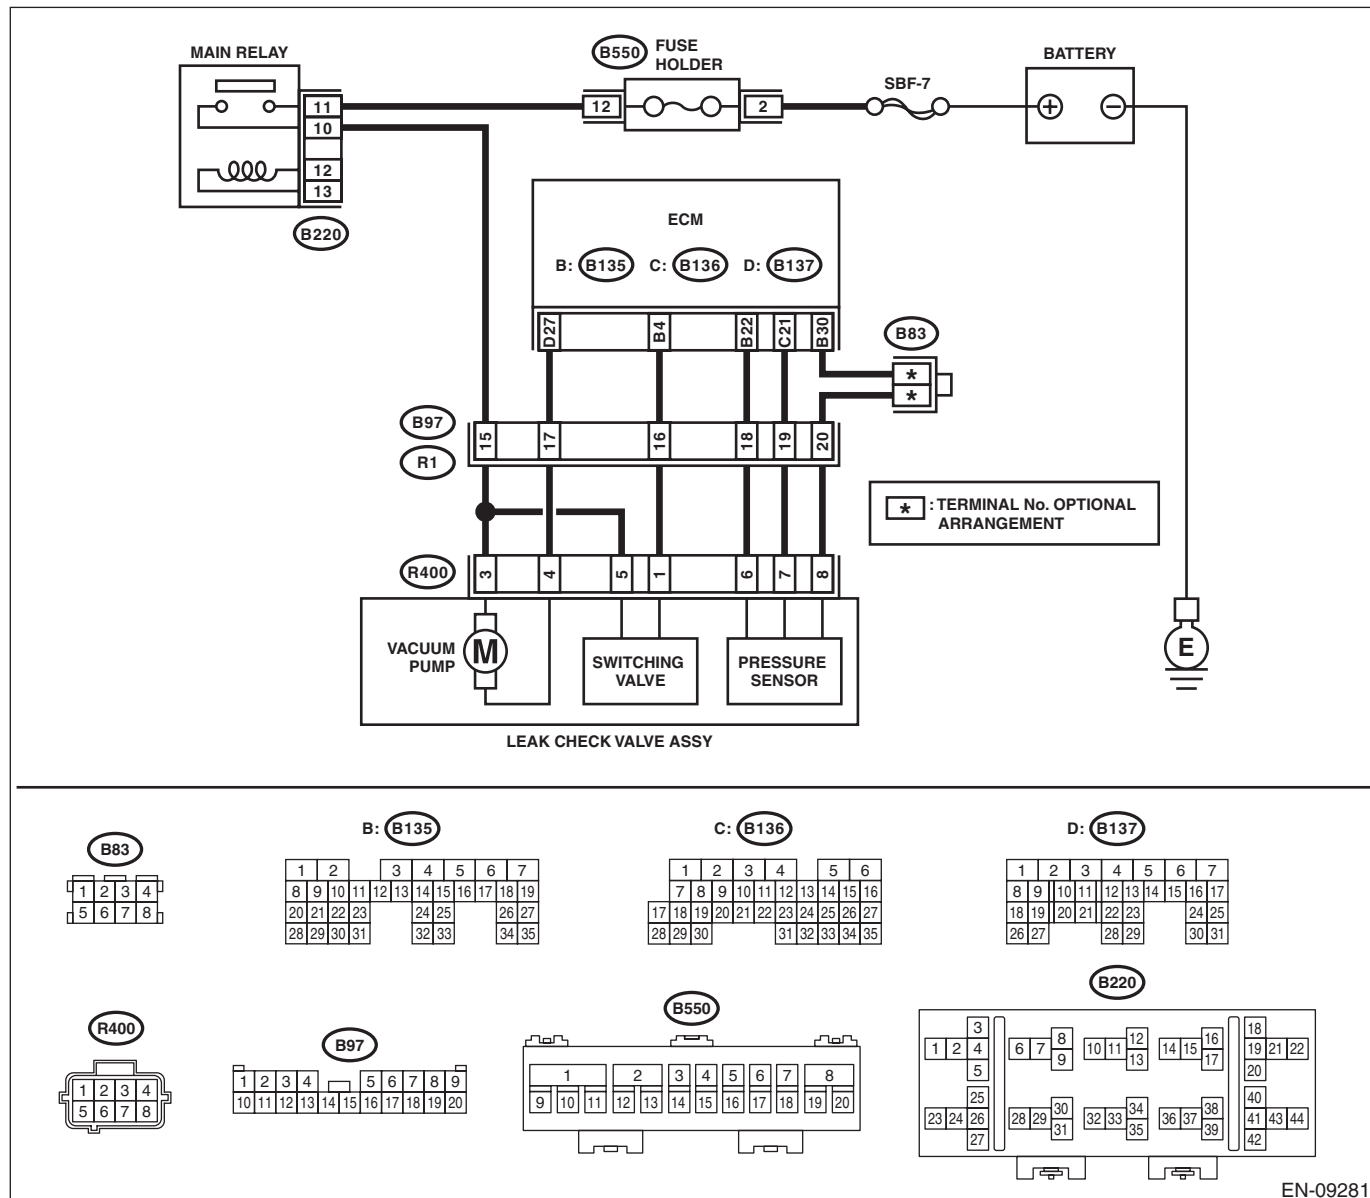 MAIN RELAY
B550 FUSE HOLDER
BATTERY
SBF-7
11
10
12
13
12
2
+
−
B220
ECM
B: B135 C: B136 D: B137
D27 B4 B22 C21 B30
B83
*
*
B97
15 17 16 18 19 20
R1
* : TERMINAL No. OPTIONAL
ARRANGEMENT
R400
3 4 5 1 6 7 8
VACUUM
PUMP
M
SWITCHING
VALVE
PRESSURE
SENSOR
E
LEAK CHECK VALVE ASSY
B83
1 2 3 4
5 6 7 8
B: B135
1 2 3 4 5 6 7
8 9 10 11 12 13 14 15 16 17 18 19
20 21 22 23 24 25 26 27
28 29 30 31 32 33 34 35
C: B136
1 2 3 4 5 6
7 8 9 10 11 12 13 14 15 16
17 18 19 20 21 22 23 24 25 26 27
28 29 30 31 32 33 34 35
D: B137
1 2 3 4 5 6 7
8 9 10 11 12 13 14 15 16 17
18 19 20 21 22 23 24 25
26 27 28 29 30 31
R400
1 2 3 4
5 6 7 8
B97
1 2 3 4 5 6 7 8 9
10 11 12 13 14 15 16 17 18 19 20
B550
1 2 3 4 5 6 7 8
9 10 11 12 13 14 15 16 17 18 19 20
B220
3 8 12 16 18
1 2 4 6 7 10 11 14 15 19 21 22
5 9 13 17 20
25 30 34 38 40
23 24 26 28 29 32 33 36 37 41 43 44
27 31 35 39 42
EN-09281